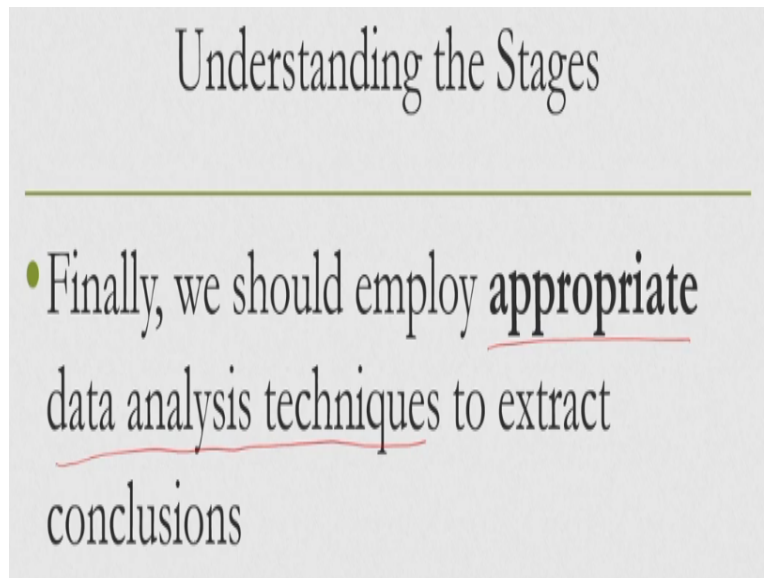 Understanding the Stages
• Finally, we should employ appropriate
data analysis techniques to extract
conclusions